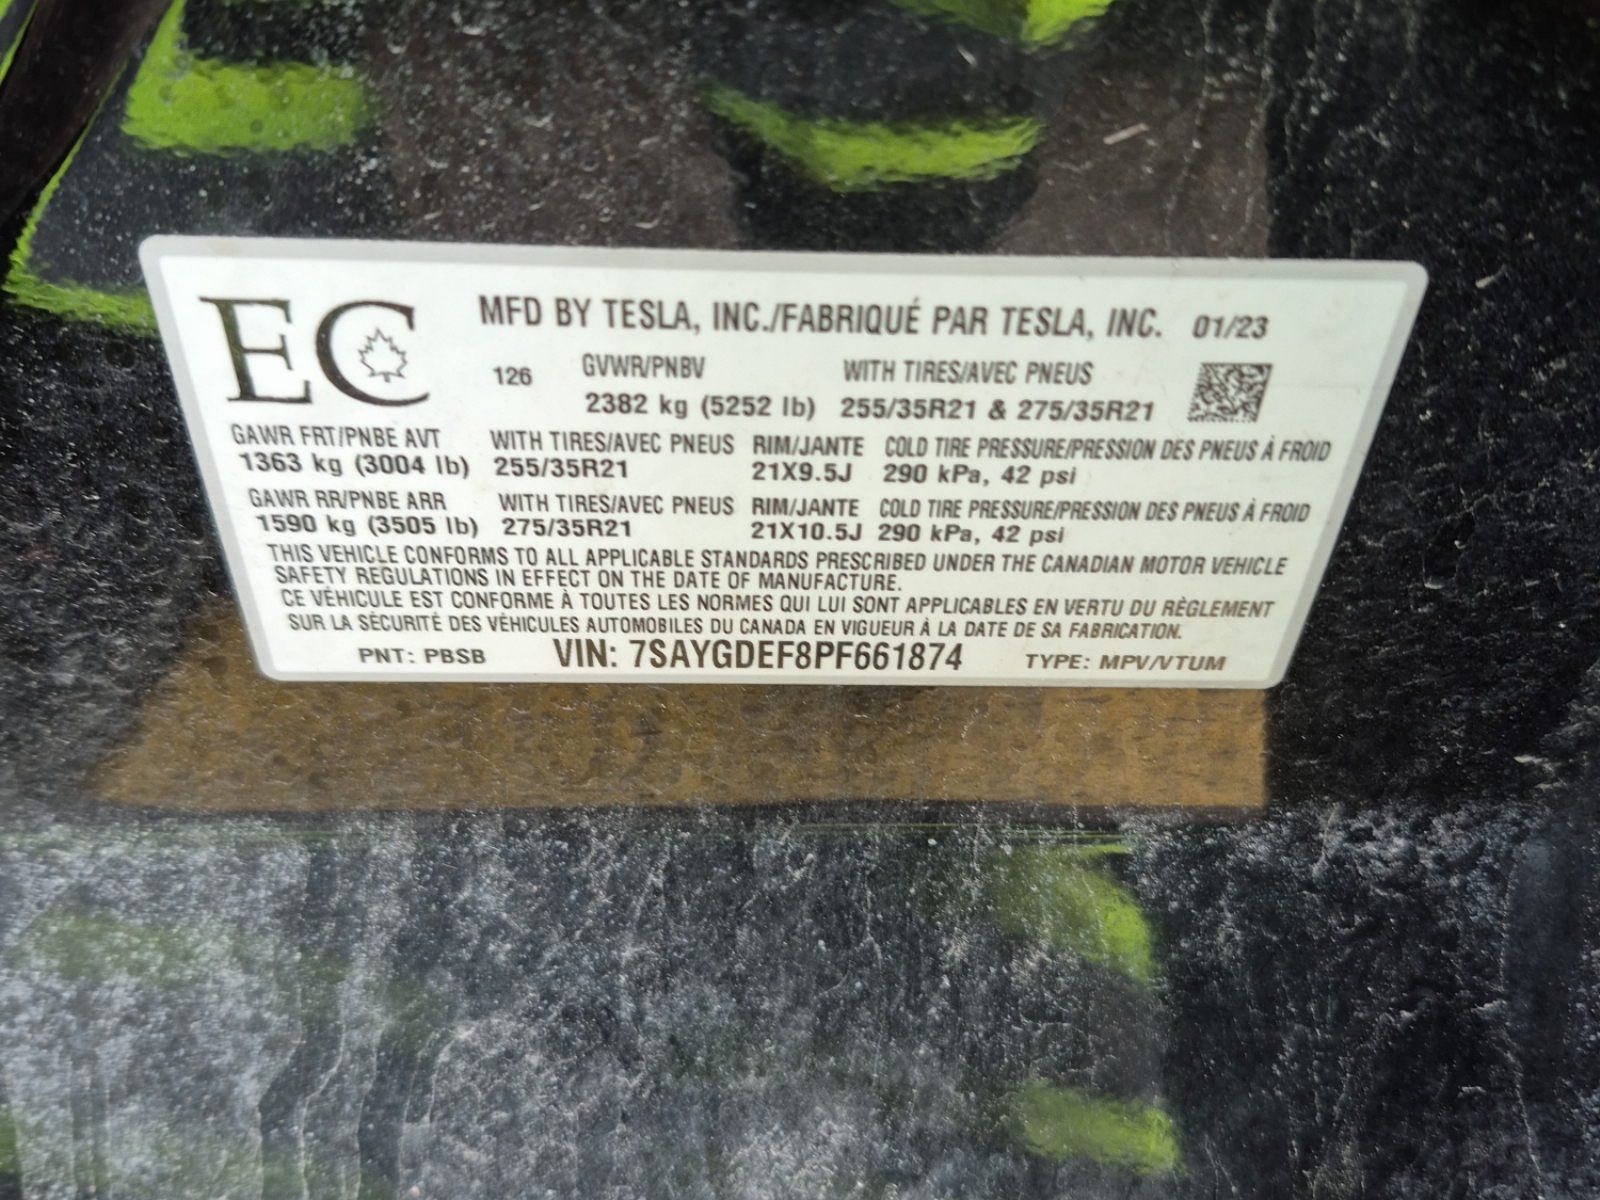 EC
MFD BY TESLA, INC./FABRIQUÉ PAR TESLA, INC. 01/23
126 GVWR/PNBV WITH TIRES/AVEC PNEUS
2382 kg (5252 lb) 255/35R21 & 275/35R21
GAWR FRT/PNBE AVT WITH TIRES/AVEC PNEUS RIM/JANTE COLD TIRE PRESSURE/PRESSION DES PNEUS À FROID
1363 kg (3004 lb) 255/35R21 21X9.5J 290 kPa, 42 psi
GAWR RR/PNBE ARR WITH TIRES/AVEC PNEUS RIM/JANTE COLD TIRE PRESSURE/PRESSION DES PNEUS À FROID
1590 kg (3505 lb) 275/35R21 21X10.5J 290 kPa, 42 psi
THIS VEHICLE CONFORMS TO ALL APPLICABLE STANDARDS PRESCRIBED UNDER THE CANADIAN MOTOR VEHICLE
SAFETY REGULATIONS IN EFFECT ON THE DATE OF MANUFACTURE.
CE VÉHICULE EST CONFORME À TOUTES LES NORMES QUI LUI SONT APPLICABLES EN VERTU DU RÈGLEMENT
SUR LA SÉCURITÉ DES VÉHICULES AUTOMOBILES DU CANADA EN VIGUEUR À LA DATE DE SA FABRICATION.
PNT: PBSB VIN: 7SAYGDEF8PF661874 TYPE: MPV/VTUM